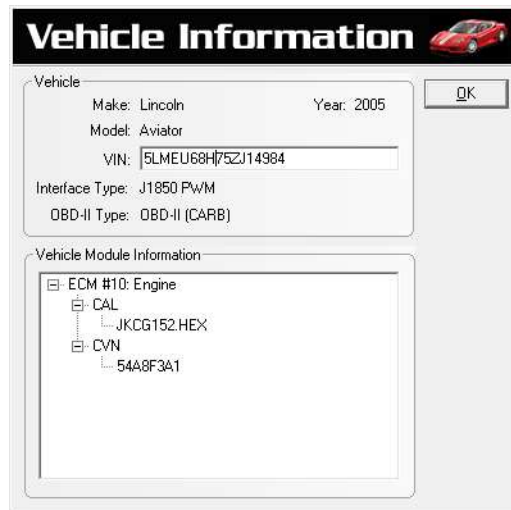 Vehicle Information
Vehicle
OK
Make: Lincoln Year: 2005
Model: Aviator
VIN: 5LMEU68H75ZJ14984
Interface Type: J1850 PWM
OBD-II Type: OBD-II (CARB)
Vehicle Module Information
ECM #10: Engine
CAL
JKCG152.HEX
CVN
54A8F3A1